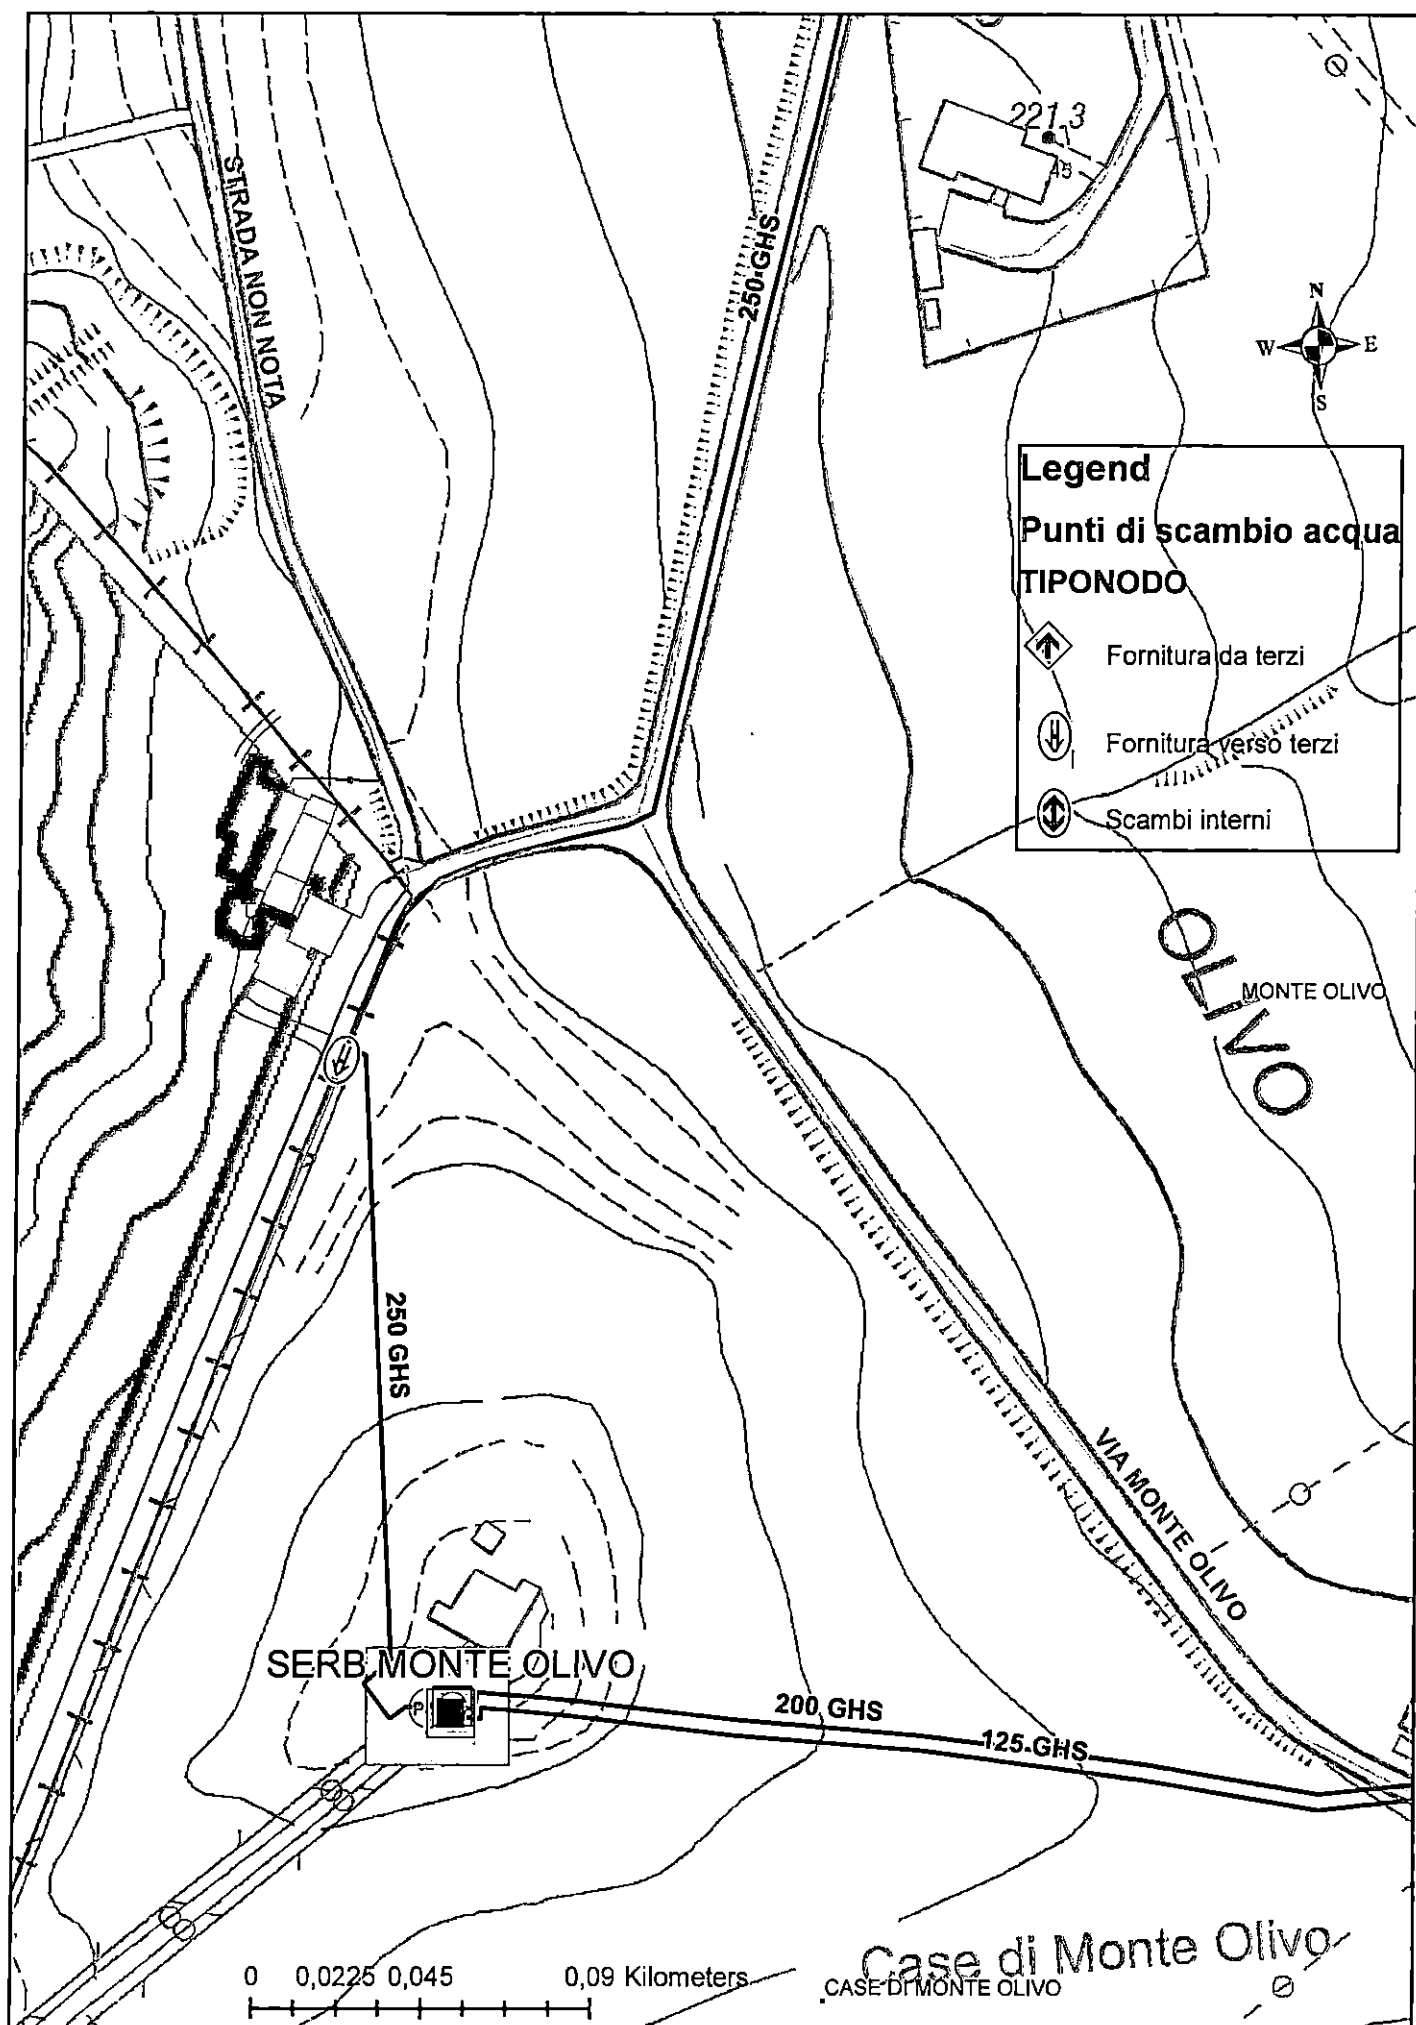 221,3
45
STRADA NON NOTA
250 GHS
N
W E
S
Legend
Punti di scambio acqua
TIPONODO
Fornitura da terzi
Fornitura verso terzi
Scambi interni
OLIVO
MONTE OLIVO
250 GHS
VIA MONTE OLIVO
SERB MONTE OLIVO
P
200 GHS
125 GHS
Case di Monte Olivo
CASE DI MONTE OLIVO
0 0,0225 0,045 0,09 Kilometers